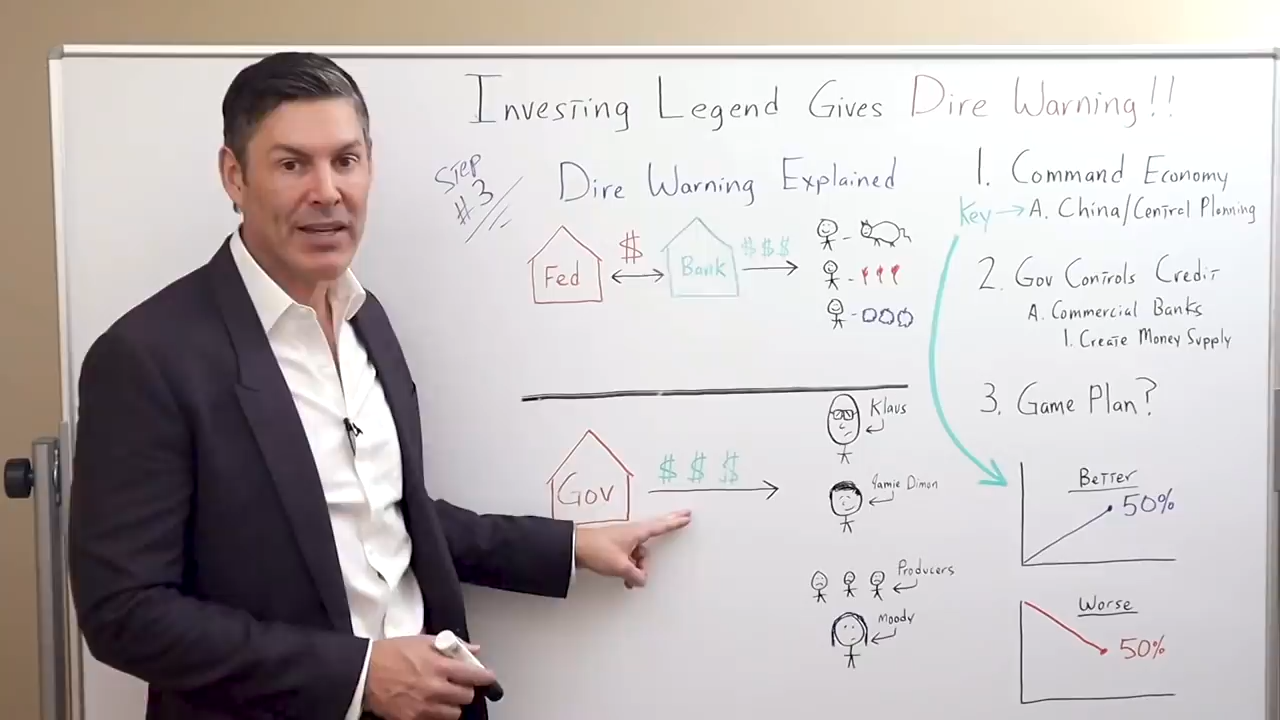 Investing Legend Gives Dire Warning!!
Step
#3
Dire Warning Explained
Fed
$
Bank
$ $ $
Gov
$ $ $
Klaus
Jamie Dimon
Producers
Moody
1. Command Economy
Key → A. China/Central Planning
2. Gov Controls Credit
A. Commercial Banks
1. Create Money Supply
3. Game Plan?
Better
50%
Worse
50%